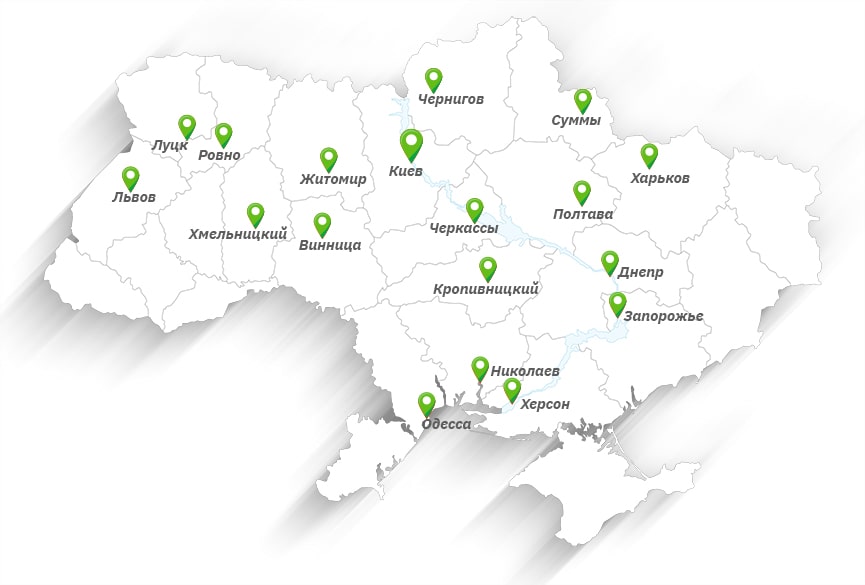 Чернигов
Суммы
Луцк
Ровно
Киев
Житомир
Харьков
Львов
Полтава
Хмельницкий
Черкассы
Винница
Днепр
Кропивницкий
Запорожье
Николаев
Херсон
Одесса